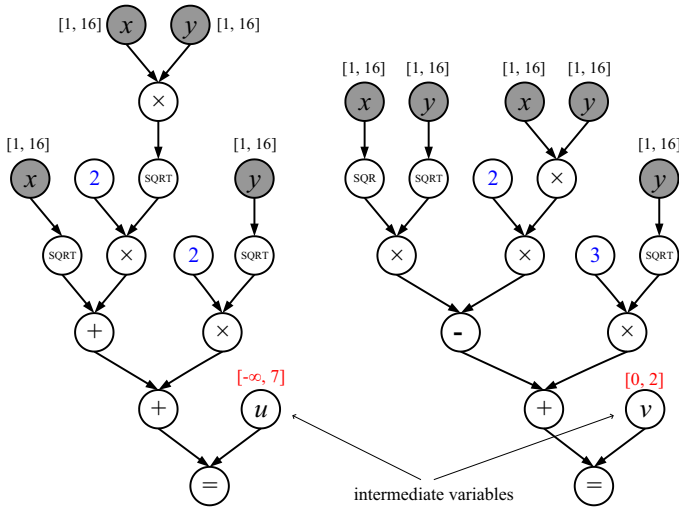 [1, 16] x y [1, 16]
[1, 16] [1, 16] [1, 16] [1, 16]
×
x y x y
[1, 16] [1, 16] [1, 16]
x 2 SQRT y SQR SQRT 2 × y
SQRT × 2 SQRT × × 3 SQRT
+ × - ×
[-∞, 7] [0, 2]
+ u + v
= =
intermediate variables